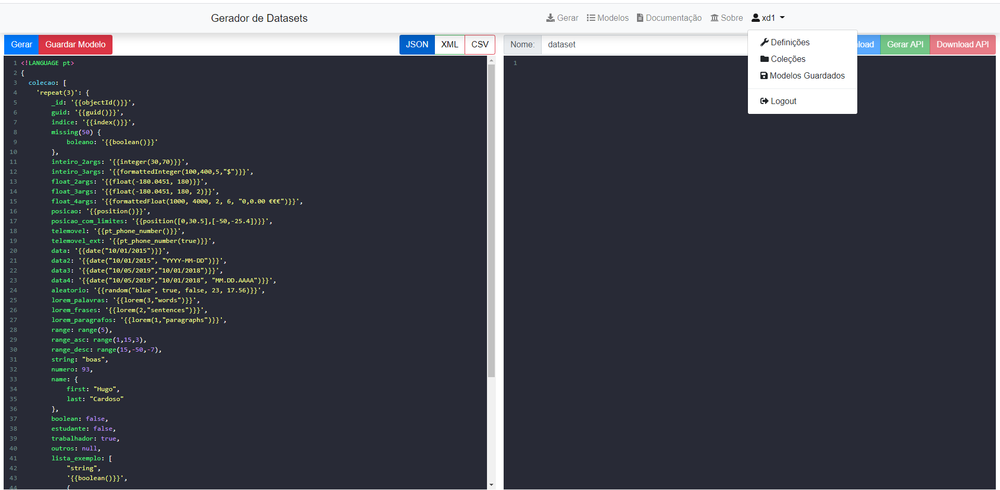 Gerador de Datasets
Gerar Modelos Documentação Sobre xd1
Gerar Guardar Modelo JSON XML CSV
Nome: dataset
load Gerar API Download API
Definições
Coleções
Modelos Guardados
Logout
1 <!LANGUAGE pt>
2 {
3 colecao: [
4 'repeat(3)': {
5 _id: '{{objectId()}}',
6 guid: '{{guid()}}',
7 indice: '{{index()}}',
8 missing(50) {
9 boleano: '{{boolean()}}'
10 },
11 inteiro_2args: '{{integer(30,70)}}',
12 inteiro_3args: '{{formattedInteger(100,400,5,"$")}}',
13 float_2args: '{{float(-180.0451, 180)}}',
14 float_3args: '{{float(-180.0451, 180, 2)}}',
15 float_4args: '{{formattedFloat(1000, 4000, 2, 6, "0,0.00 €€€")}}',
16 posicao: '{{position()}}',
17 posicao_com_limites: '{{position([0,30.5],[-50,-25.4])}}',
18 telemovel: '{{pt_phone_number()}}',
19 telemovel_ext: '{{pt_phone_number(true)}}',
20 data: '{{date("10/01/2015")}}',
21 data2: '{{date("10/01/2015", "YYYY-MM-DD")}}',
22 data3: '{{date("10/05/2019","10/01/2018")}}',
23 data4: '{{date("10/05/2019","10/01/2018", "MM.DD.AAAA")}}',
24 aleatorio: '{{random("blue", true, false, 23, 17.56)}}',
25 lorem_palavras: '{{lorem(3,"words")}}',
26 lorem_frases: '{{lorem(2,"sentences")}}',
27 lorem_paragrafos: '{{lorem(1,"paragraphs")}}',
28 range: range(5),
29 range_asc: range(1,15,3),
30 range_desc: range(15,-50,-7),
31 string: "boas",
32 numero: 93,
33 name: {
34 first: "Hugo",
35 last: "Cardoso"
36 },
37 boolean: false,
38 estudante: false,
39 trabalhador: true,
40 outros: null,
41 lista_exemplo: [
42 "string",
43 '{{boolean()}}',
44 {
1